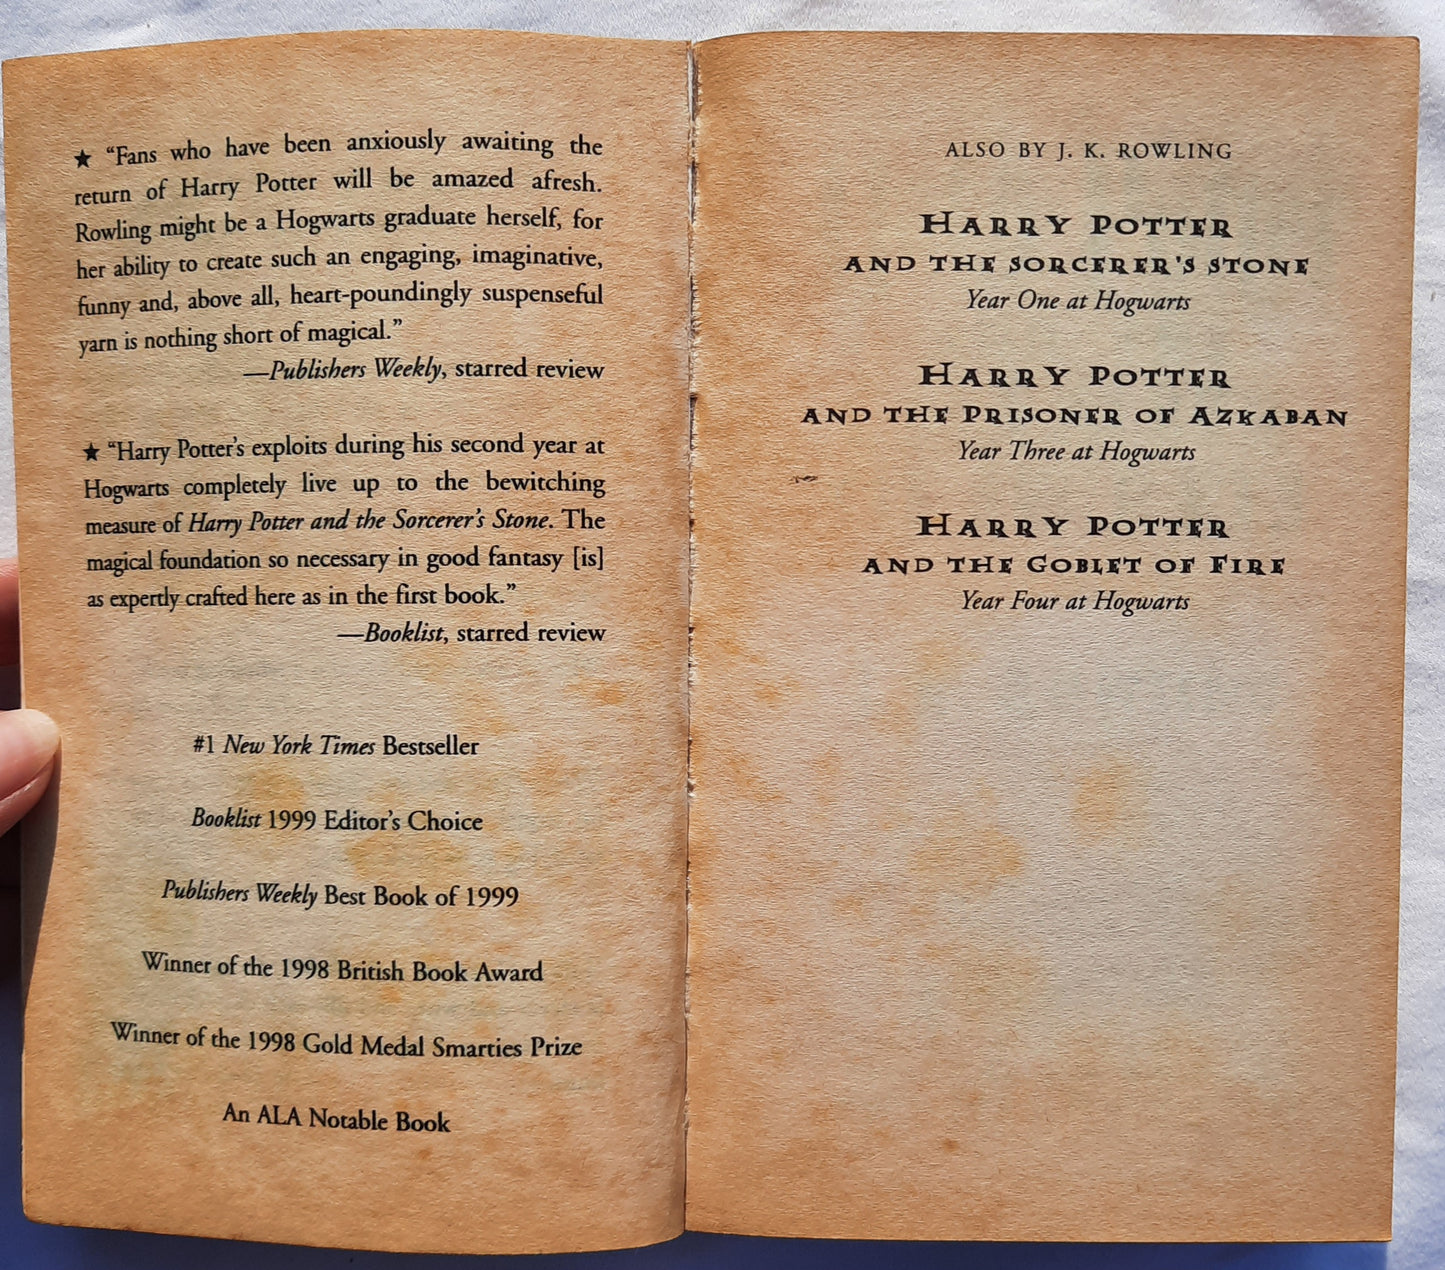 ★ “Fans who have been anxiously awaiting the
return of Harry Potter will be amazed afresh.
Rowling might be a Hogwarts graduate herself, for
her ability to create such an engaging, imaginative,
funny and, above all, heart-poundingly suspenseful
yarn is nothing short of magical.”
—Publishers Weekly, starred review
★ “Harry Potter’s exploits during his second year at
Hogwarts completely live up to the bewitching
measure of Harry Potter and the Sorcerer’s Stone. The
magical foundation so necessary in good fantasy [is]
as expertly crafted here as in the first book.”
—Booklist, starred review
#1 New York Times Bestseller
Booklist 1999 Editor’s Choice
Publishers Weekly Best Book of 1999
Winner of the 1998 British Book Award
Winner of the 1998 Gold Medal Smarties Prize
An ALA Notable Book
ALSO BY J. K. ROWLING
HARRY POTTER
AND THE SORCERER'S STONE
Year One at Hogwarts
HARRY POTTER
AND THE PRISONER OF AZKABAN
Year Three at Hogwarts
HARRY POTTER
AND THE GOBLET OF FIRE
Year Four at Hogwarts